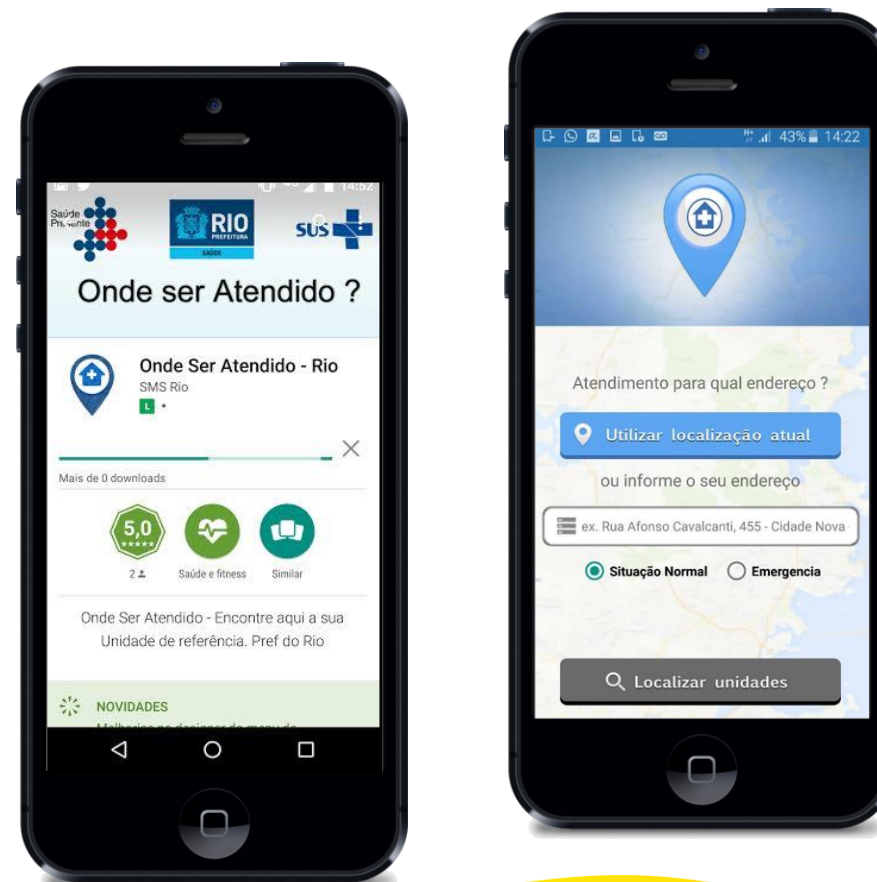 14:52
Saúde
Presente
RIO
PREFEITURA
SAÚDE
SUS
Onde ser Atendido ?
Onde Ser Atendido - Rio
SMS Rio
L
Mais de 0 downloads
5,0
2
Saúde e fitness
Similar
Onde Ser Atendido - Encontre aqui a sua
Unidade de referência. Pref do Rio
NOVIDADES
H+ 43% 14:22
Atendimento para qual endereço ?
Utilizar localização atual
ou informe o seu endereço
ex. Rua Afonso Cavalcanti, 455 - Cidade Nova
Situação Normal
Emergencia
Localizar unidades